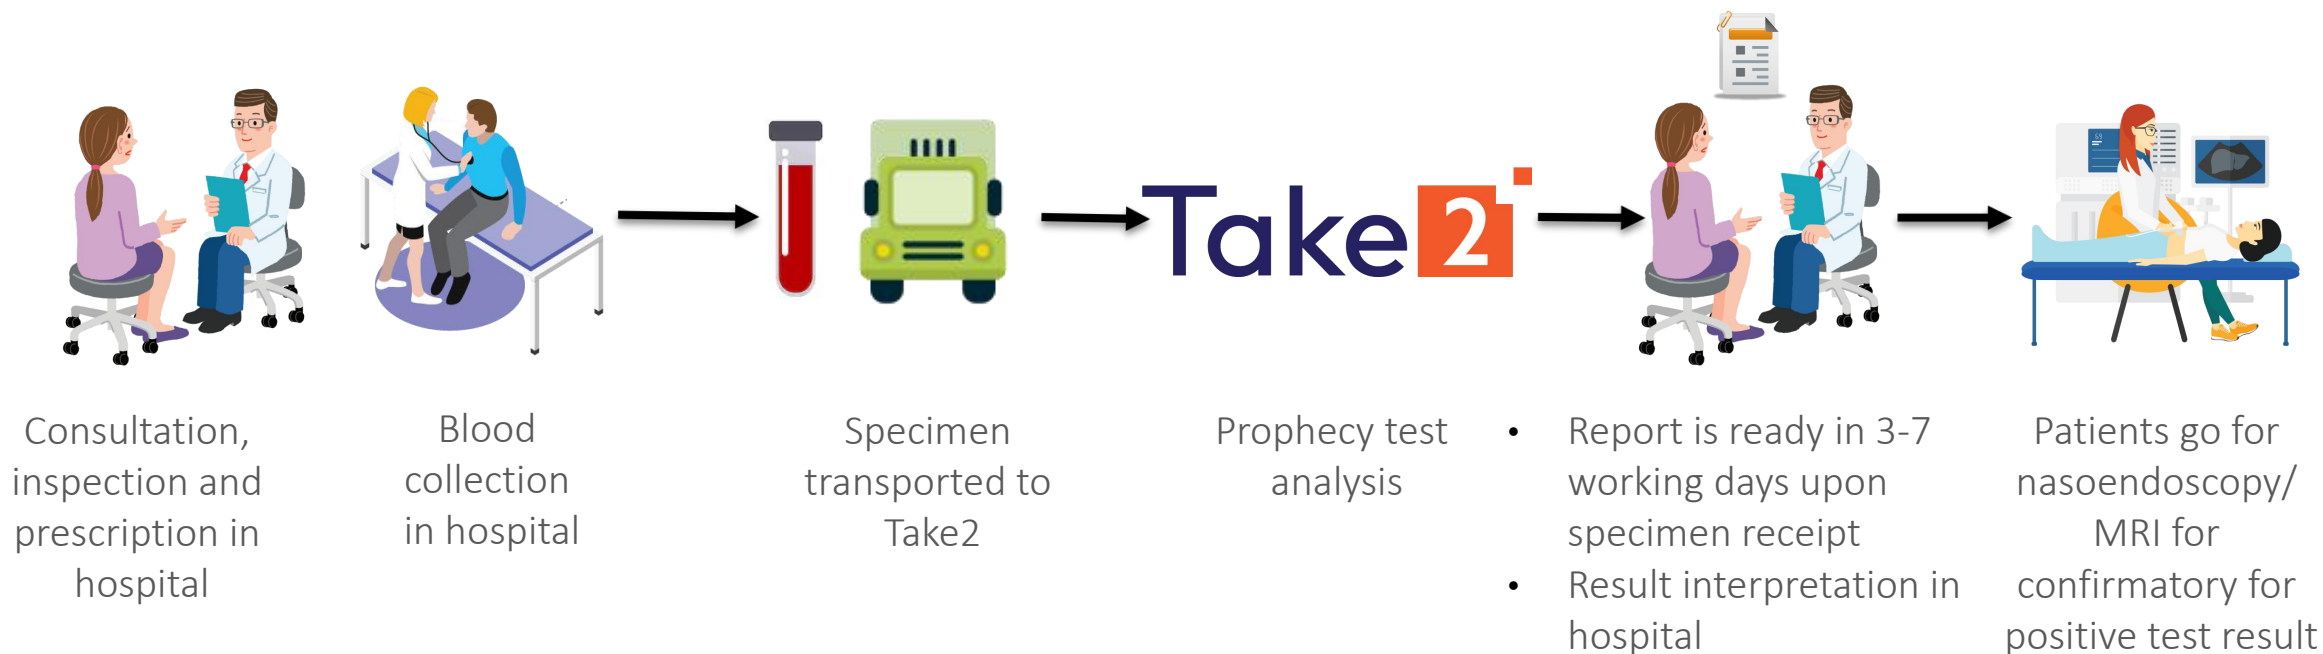 Take2
Consultation,
inspection and
prescription in
hospital
Blood
collection
in hospital
Specimen
transported to
Take2
Prophecy test
analysis
• Report is ready in 3-7
working days upon
specimen receipt
• Result interpretation in
hospital
Patients go for
nasoendoscopy/
MRI for
confirmatory for
positive test result